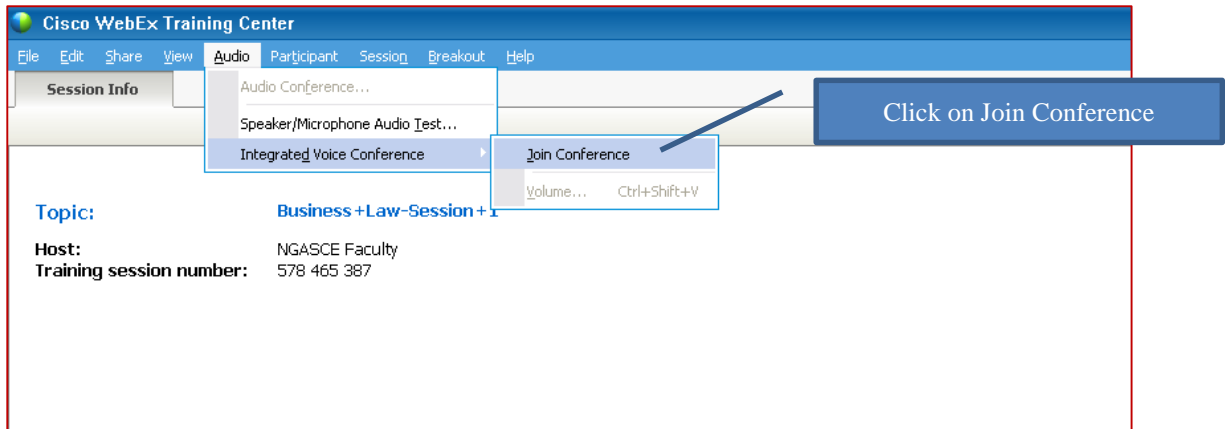 Cisco WebEx Training Center
File Edit Share View Audio Participant Session Breakout Help
Session Info
Audio Conference...
Speaker/Microphone Audio Test...
Integrated Voice Conference
Join Conference
Volume... Ctrl+Shift+V
Click on Join Conference
Topic: Business+Law-Session+1
Host: NGASCE Faculty
Training session number: 578 465 387